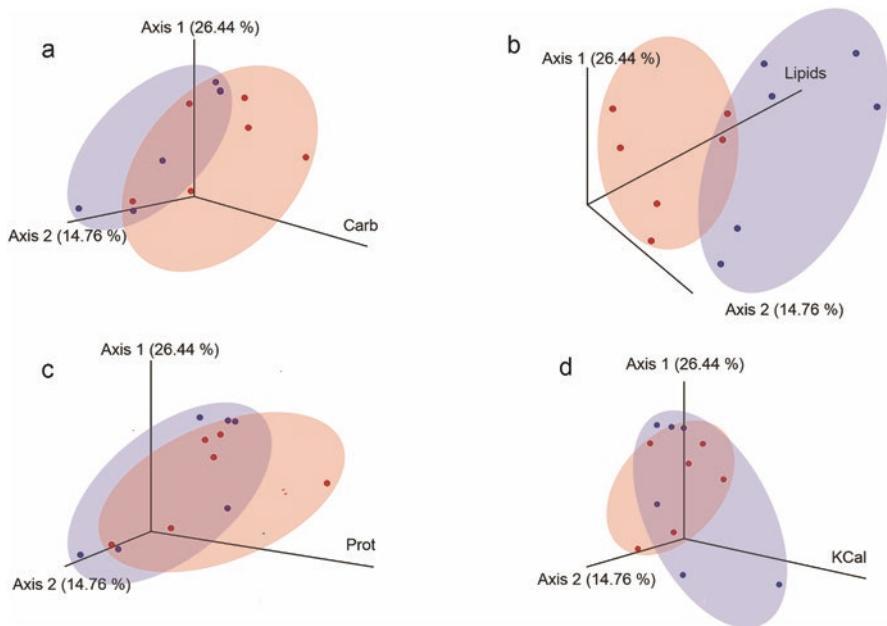 a
Axis 1 (26.44 %)
Carb
Axis 2 (14.76 %)
b
Axis 1 (26.44 %)
Lipids
Axis 2 (14.76 %)
c
Axis 1 (26.44 %)
Prot
Axis 2 (14.76 %)
d
Axis 1 (26.44 %)
KCal
Axis 2 (14.76 %)